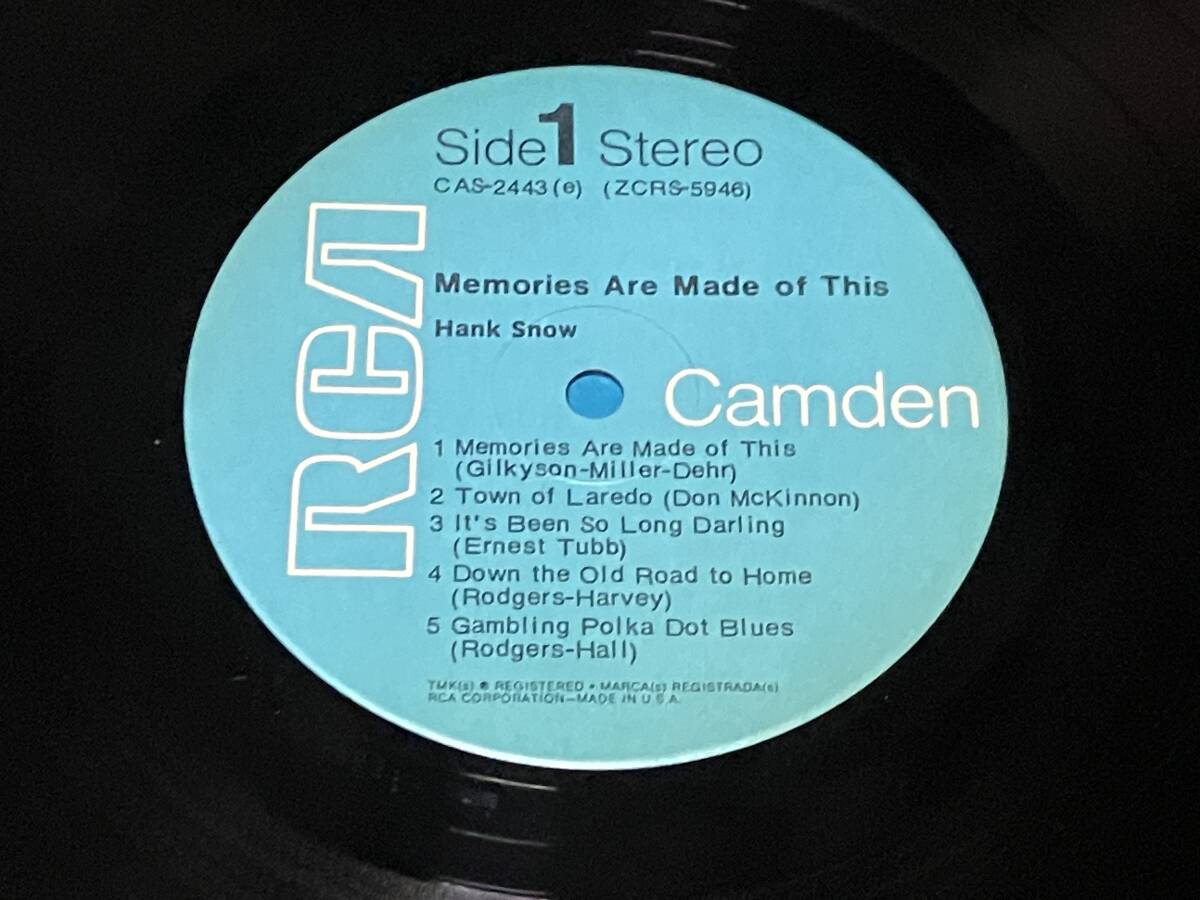 Side 1 Stereo
CAS-2443(e) (ZCRS-5946)
RCA
Memories Are Made of This
Hank Snow
Camden
1 Memories Are Made of This
(Gilkyson-Miller-Dehr)
2 Town of Laredo (Don McKinnon)
3 It's Been So Long Darling
(Ernest Tubb)
4 Down the Old Road to Home
(Rodgers-Harvey)
5 Gambling Polka Dot Blues
(Rodgers-Hall)
TMK(s) ® REGISTERED • MARCA(s) REGISTRADA(s)
RCA CORPORATION—MADE IN U.S.A.